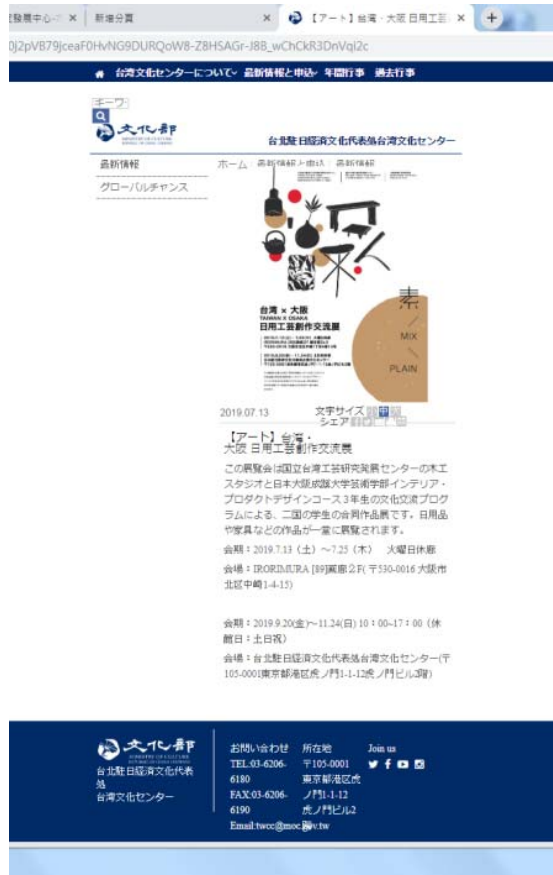 新増分頁
【アート】台湾・大阪 日用工芸
0J2pVB79jceaF0HvNG9DURQoW8-Z8HSAGr-J8B_wChCkR3DnVqi2c
台湾文化センターについて 最新情報と申込 年間行事 過去行事
キーワ
文化部
台北駐日経済文化代表処台湾文化センター
最新情報
グローバルチャンス
ホーム 最新情報と申込 最新情報
台湾 × 大阪
TAIWAN X OSAKA
日用工芸創作交流展
素
MIX
PLAIN
2019.07.13
文字サイズ 中
シェア
【アート】台湾・
大阪 日用工芸創作交流展
この展覧会は国立台湾工芸研究発展センターの木工
スタジオと日本大阪成蹊大学芸術学部インテリア・
プロダクトデザインコース3年生の文化交流プログ
ラムによる、二国の学生の合同作品展です。日用品
や家具などの作品が一堂に展覧されます。
会期:2019.7.13(土)~7.25(木) 火曜日休廊
会場:IRORIMURA [89]画廊2F(〒530-0016 大阪市
北区中崎1-4-15)
会期:2019.9.20(金)~11.24(日) 10:00~17:00(休
館日:土日祝)
会場:台北駐日経済文化代表処台湾文化センター(〒
105-0001東京都港区虎ノ門1-1-12虎ノ門ビル2階)
文化部
MINISTRY OF CULTURE
台北駐日経済文化代表
処
台湾文化センター
お問い合わせ
TEL:03-6206-
6180
FAX:03-6206-
6190
Email:twcc@moc.gov.tw
所在地
〒105-0001
東京都港区虎
ノ門1-1-12
虎ノ門ビル2
Join us